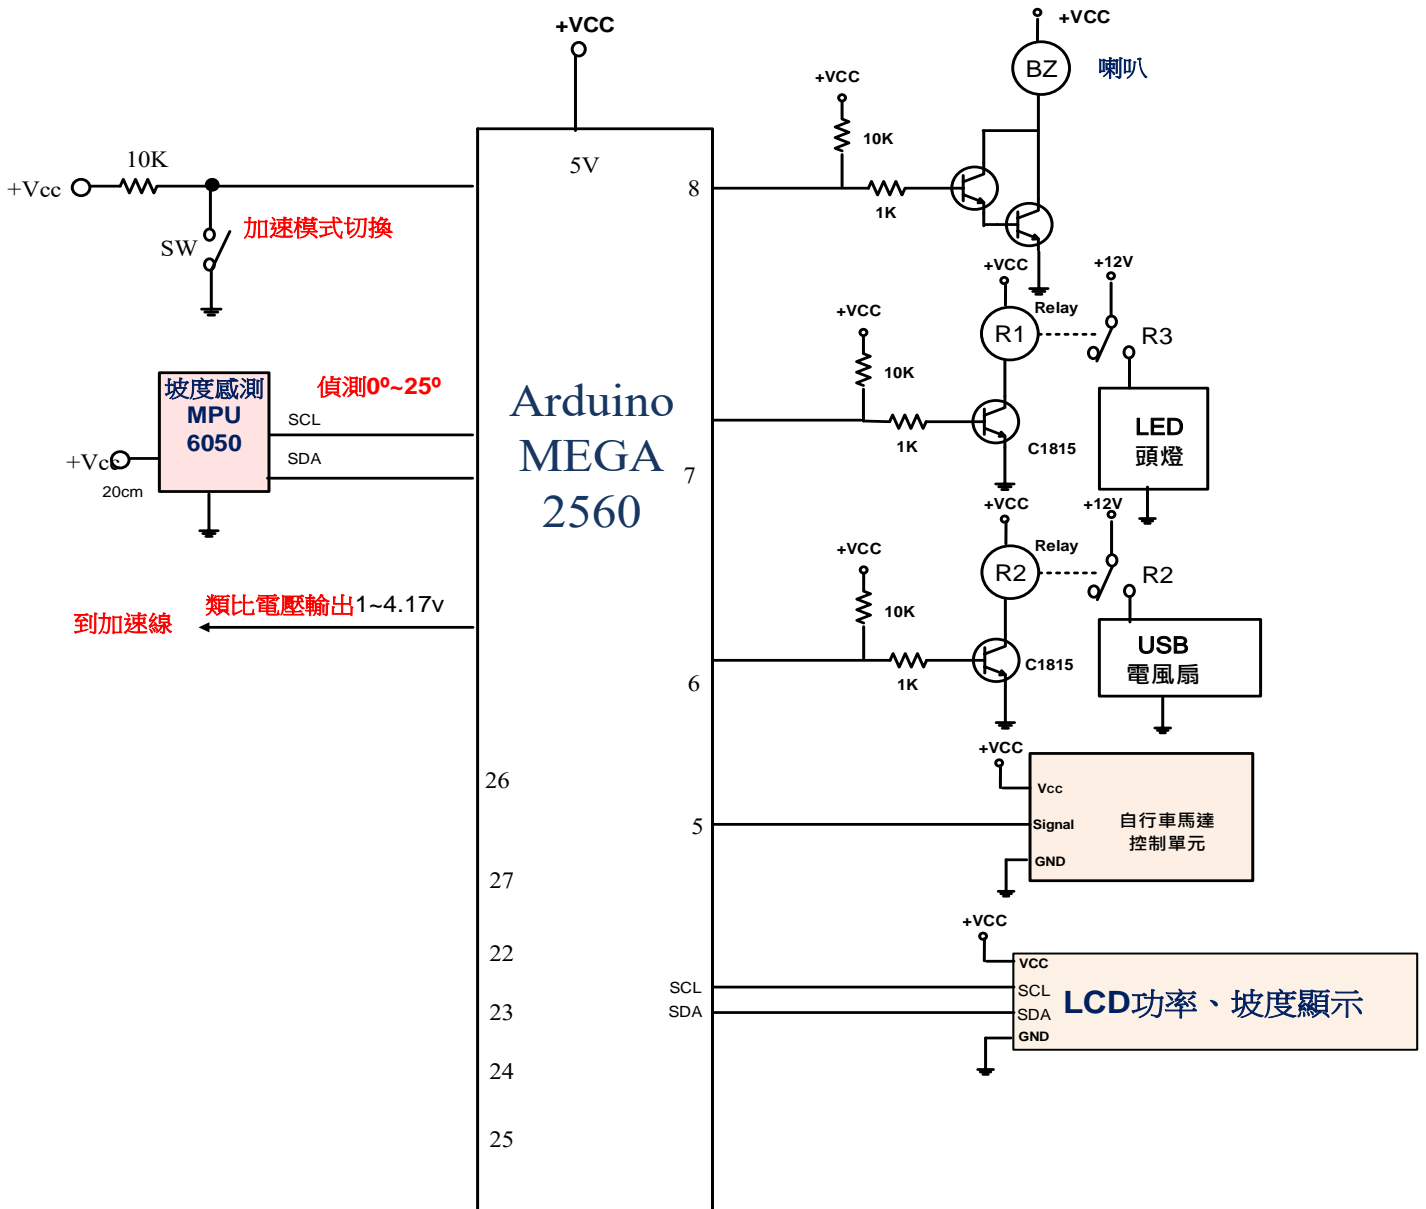 +VCC
5V
10K
+Vcc
SW
加速模式切換
坡度感測
MPU
6050
偵測0º~25º
SCL
SDA
+Vcc
20cm
類比電壓輸出1~4.17v
到加速線
Arduino
MEGA
2560
26
27
22
23
24
25
8
7
6
5
SCL
SDA
+VCC
BZ
喇叭
+VCC
10K
1K
+VCC
+12V
Relay
R1
R3
+VCC
10K
1K
C1815
LED
頭燈
+VCC
+12V
Relay
R2
R2
+VCC
10K
1K
C1815
USB
電風扇
+VCC
Vcc
Signal
GND
自行車馬達
控制單元
+VCC
VCC
SCL
SDA
GND
LCD功率、坡度顯示